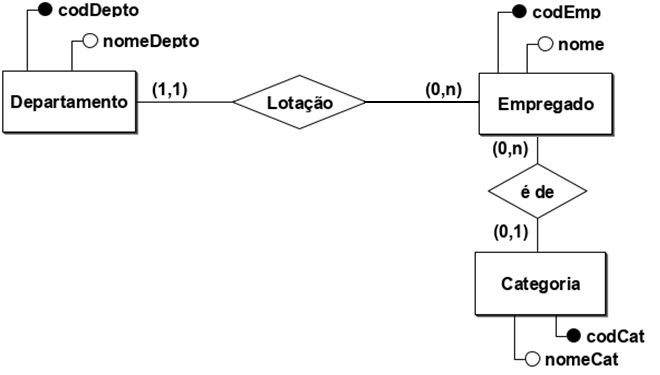 codDepto
nomeDepto
codEmp
nome
Departamento
(1,1)
Lotação
(0,n)
Empregado
(0,n)
é de
(0,1)
Categoria
codCat
nomeCat